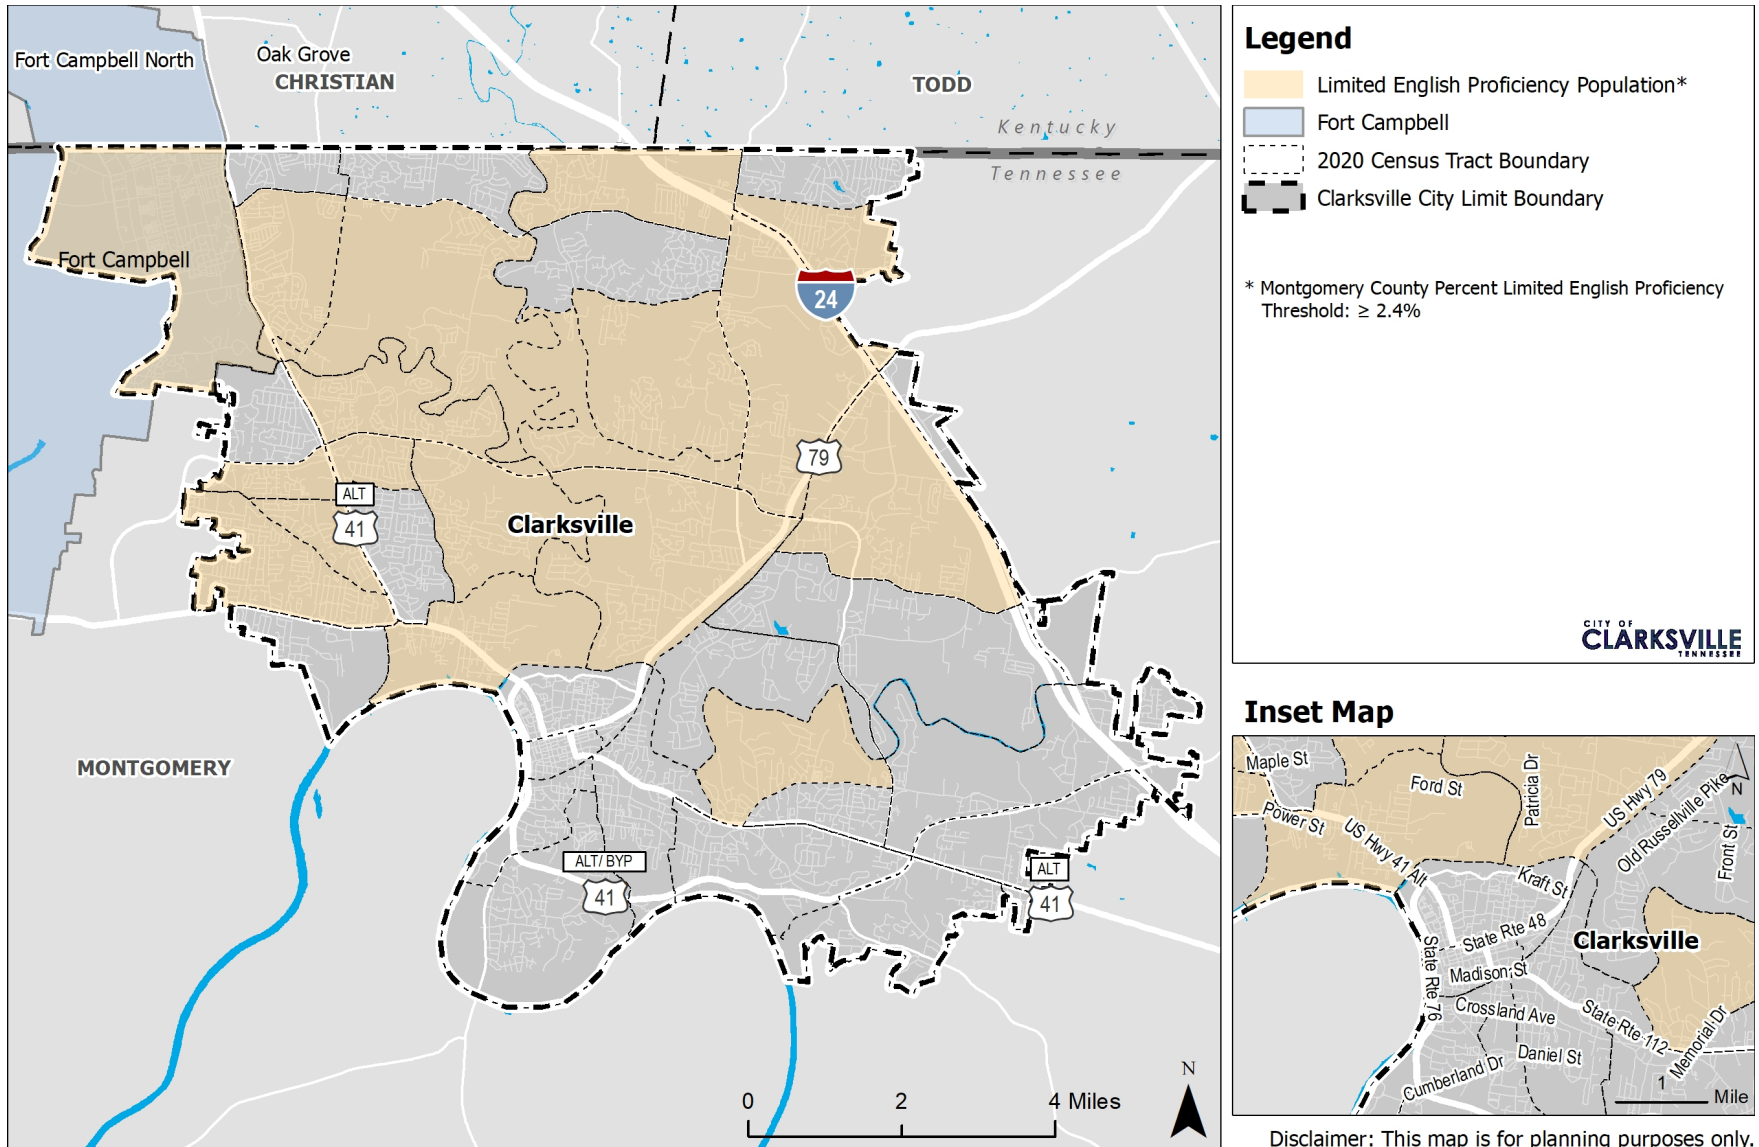 Fort Campbell North
Oak Grove
CHRISTIAN
TODD
Kentucky
Tennessee
Fort Campbell
24
79
ALT
41
Clarksville
MONTGOMERY
ALT/ BYP
41
ALT
41
0 2 4 Miles
N
Legend
Limited English Proficiency Population*
Fort Campbell
2020 Census Tract Boundary
Clarksville City Limit Boundary
* Montgomery County Percent Limited English Proficiency
Threshold: ≥ 2.4%
CITY OF
CLARKSVILLE
TENNESSEE
Inset Map
Maple St
Ford St
Patricia Dr
US Hwy 79
Old Russellville Pike
N
Power St
US Hwy 41 Alt
Kraft St
Front St
State Rte 48
Clarksville
State Rte 76
Madison St
Crossland Ave
State Rte 112
Memorial Dr
Daniel St
Cumberland Dr
1
Mile
Disclaimer: This map is for planning purposes only.